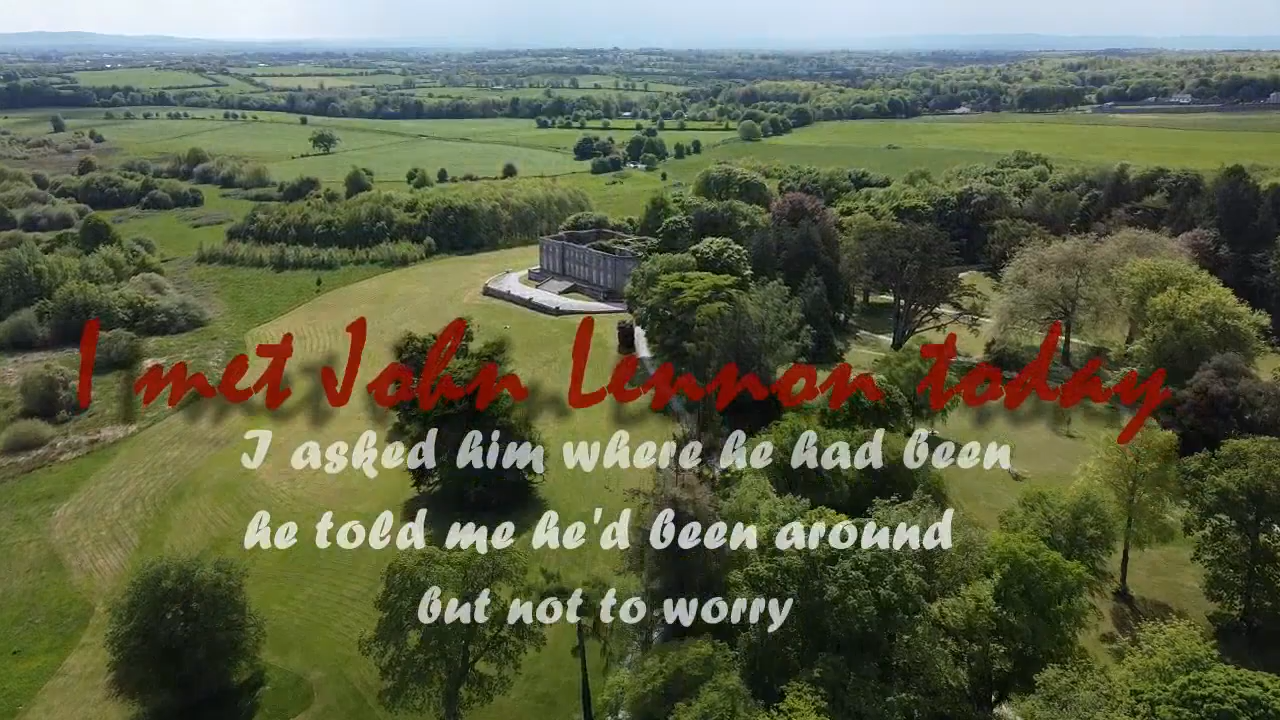 I met John Lennon today
I asked him where he had been
he told me he'd been around
but not to worry